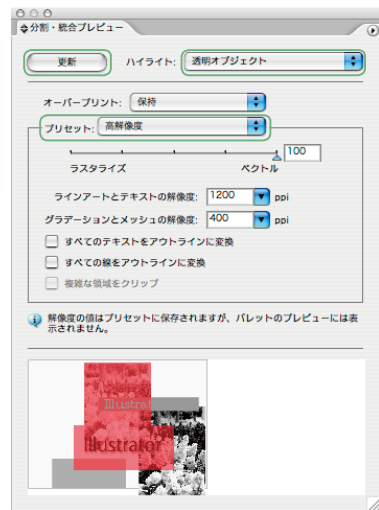 分割・統合プレビュー
更新 ハイライト: 透明オブジェクト
オーバープリント: 保持
プリセット: 高解像度
100
ラスタライズ ベクトル
ラインアートとテキストの解像度: 1200 ppi
グラデーションとメッシュの解像度: 400 ppi
すべてのテキストをアウトラインに変換
すべての線をアウトラインに変換
複雑な領域をクリップ
解像度の値はプリセットに保存されますが、パレットのプレビューには表
示されません。
Illustrator
Illustrator